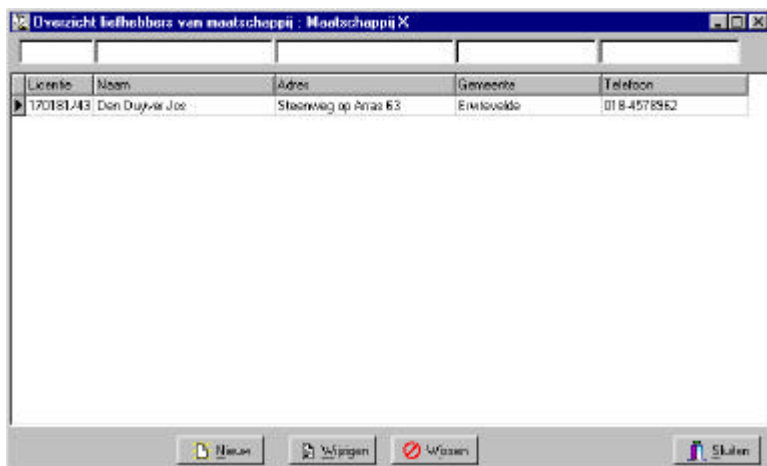 Overzicht liefhebbers van maatschappij : Maatschappij X
Licentie Naam Adres Gemeente Telefoon
170181/43 Den Duyver Jos Steenweg op Arras 63 Ertvelde 018-4578962
Nieuw Wijzigen Wissen Sluiten